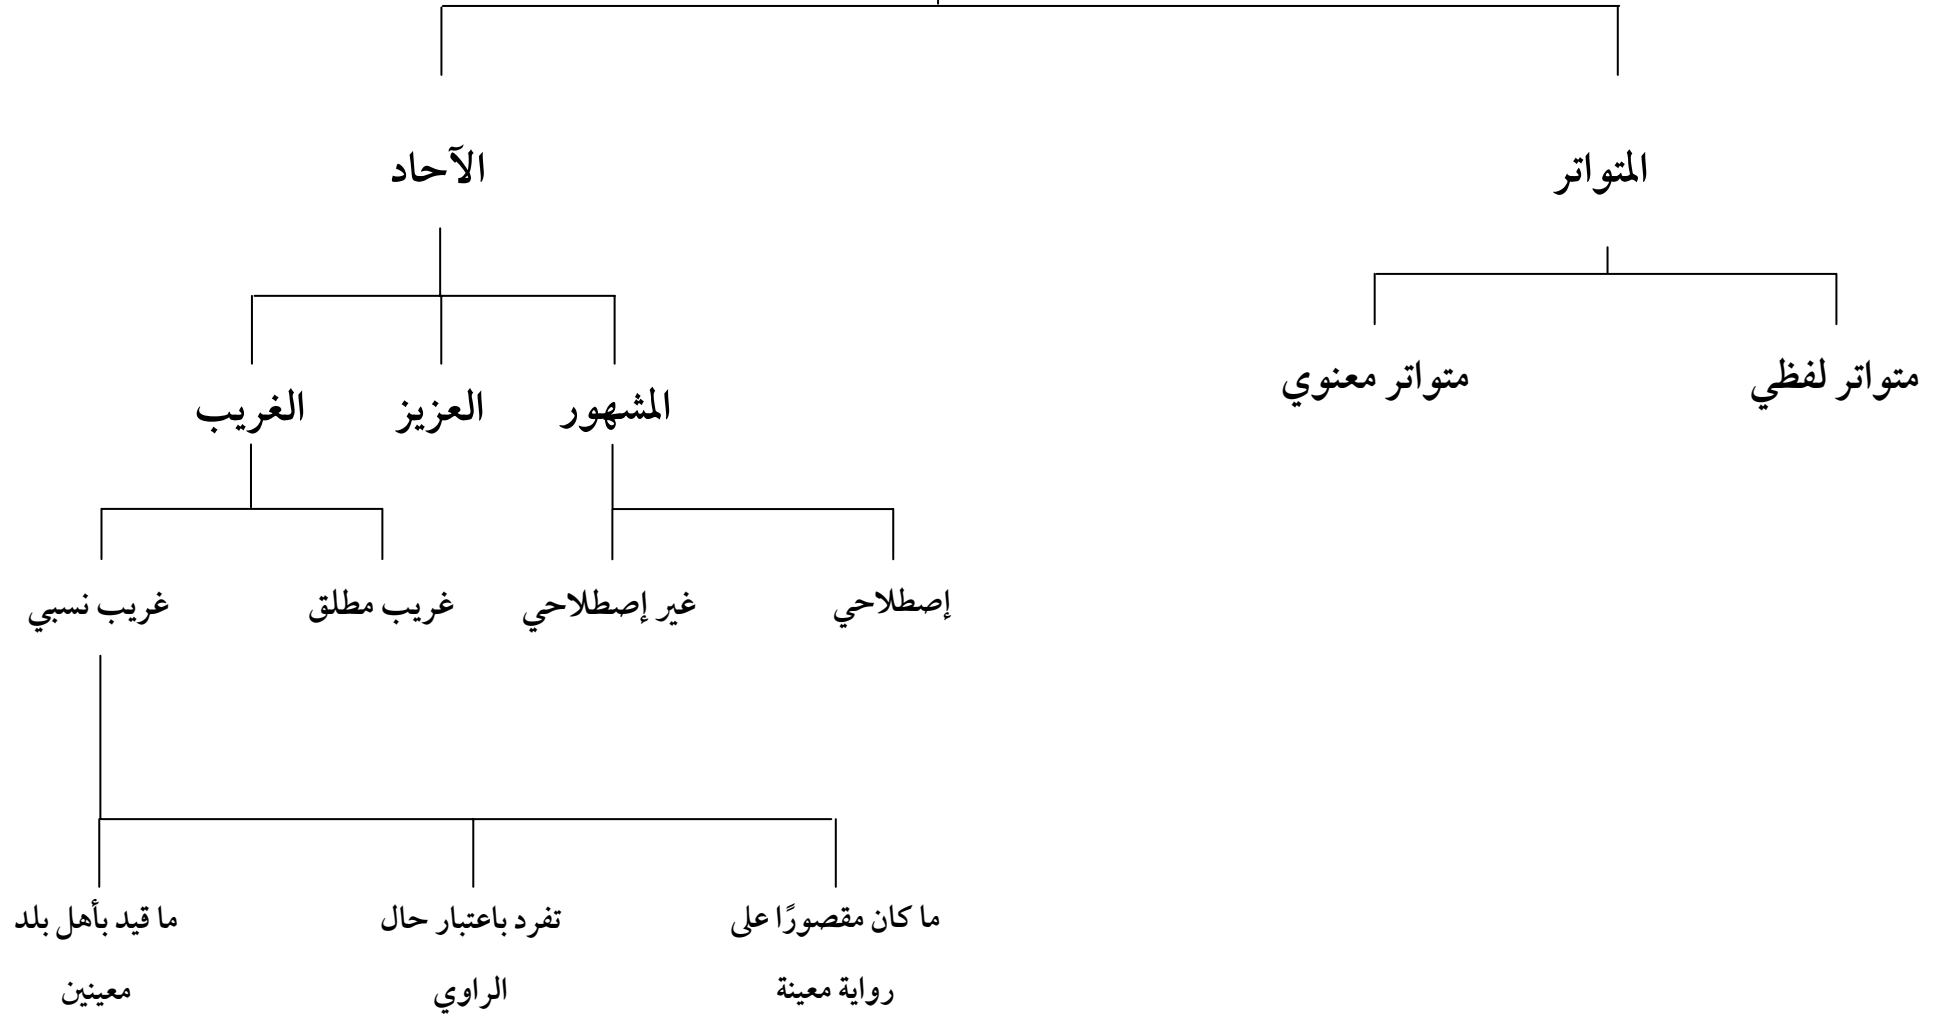 المتواتر
الآحاد
متواتر لفظي
متواتر معنوي
المشهور
العزيز
الغريب
إصطلاحي
غير إصطلاحي
غريب مطلق
غريب نسبي
ما كان مقصورًا على
رواية معينة
تفرد باعتبار حال
الراوي
ما قيد بأهل بلد
معينين